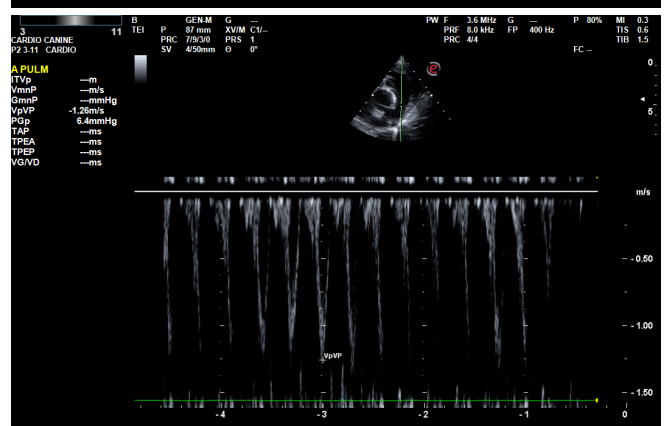 3 11
CARDIO CANINE
P2 3-11 CARDIO
B GEN-M G ---
TEI P 87 mm XV/M C1/--
PRC 7/9/3/0 PRS 1
SV 4/50mm Θ 0°
PW F 3.6 MHz G --- P 80% MI 0.3
PRF 8.0 kHz FP 400 Hz TIS 0.6
PRC 4/4 TIB 1.5
FC --
A PULM
ITVp ---m
VmnP ---m/s
GmnP ---mmHg
VpVP -1.26m/s
PGp 6.4mmHg
TAP ---ms
TPEA ---ms
TPEP ---ms
VG/VD ---ms
e
0
5
m/s
- 0.50
- 1.00
VpVP
- 1.50
- 4 - 3 - 2 - 1 0